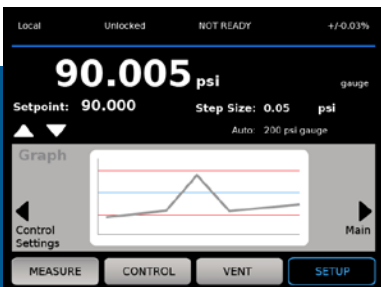 Local Unlocked NOT READY +/-0.03%
90.005 psi gauge
Setpoint: 90.000 Step Size: 0.05 psi
Auto: 200 psi gauge
Graph
Control Settings Main
MEASURE CONTROL VENT SETUP